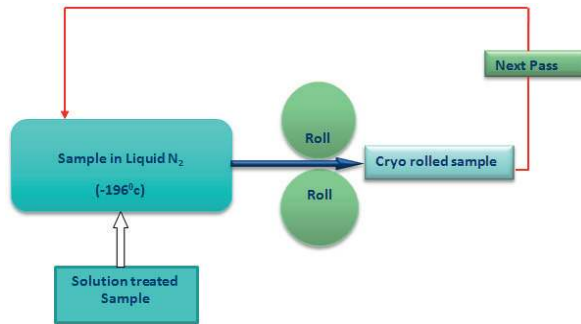 Next Pass
Roll
Sample in Liquid N₂
(-196⁰c)
Cryo rolled sample
Roll
Solution treated
Sample